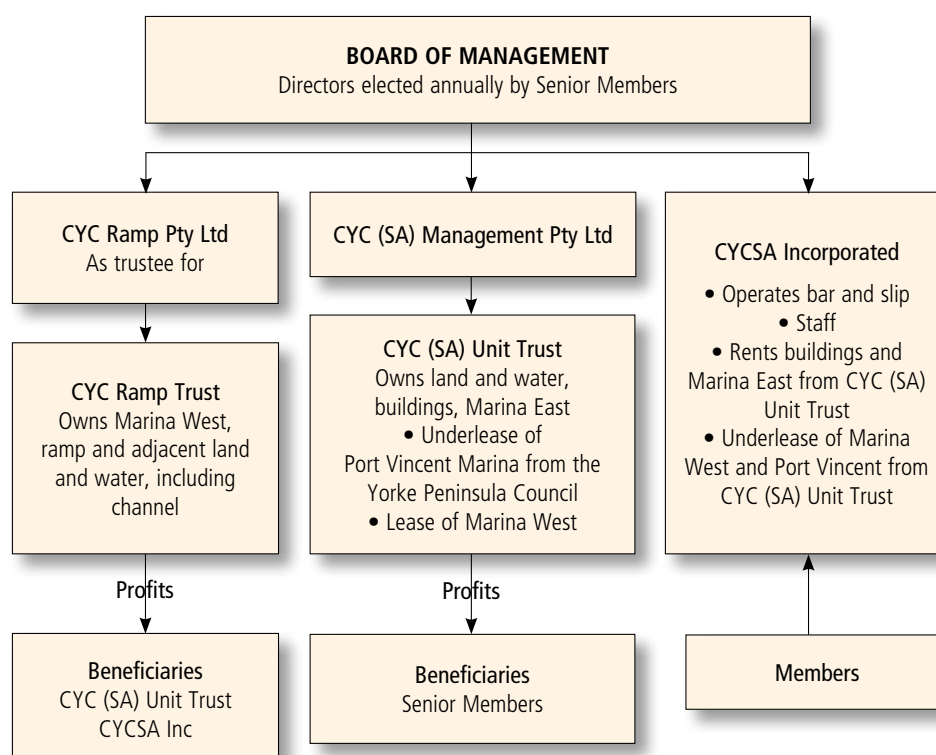 BOARD OF MANAGEMENT
Directors elected annually by Senior Members
CYC Ramp Pty Ltd
As trustee for
CYC (SA) Management Pty Ltd
CYCSA Incorporated
• Operates bar and slip
• Staff
• Rents buildings and
Marina East from CYC (SA)
Unit Trust
• Underlease of Marina
West and Port Vincent from
CYC (SA) Unit Trust
CYC Ramp Trust
Owns Marina West,
ramp and adjacent land
and water, including
channel
CYC (SA) Unit Trust
Owns land and water,
buildings, Marina East
• Underlease of
Port Vincent Marina from the
Yorke Peninsula Council
• Lease of Marina West
Profits
Profits
Beneficiaries
CYC (SA) Unit Trust
CYCSA Inc
Beneficiaries
Senior Members
Members